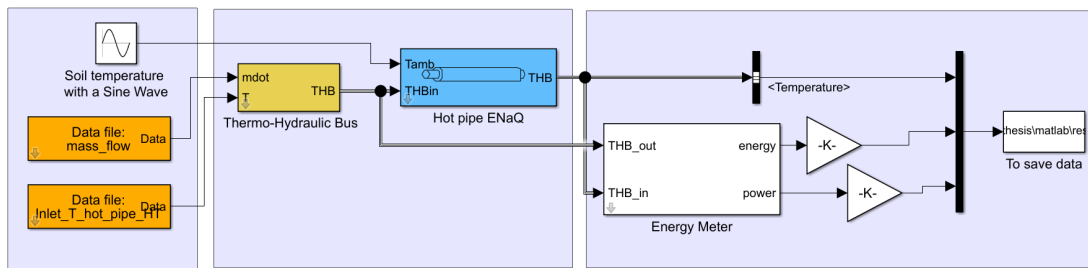 Soil temperature
with a Sine Wave
Data file:
mass_flow
Data
Data file:
Inlet_T_hot_pipe_HT
Data
mdot
T
THB
Thermo-Hydraulic Bus
Tamb
THBin
THB
Hot pipe ENaQ
<Temperature>
THB_out
THB_in
energy
power
Energy Meter
-K-
-K-
hesis\matlab\res
To save data